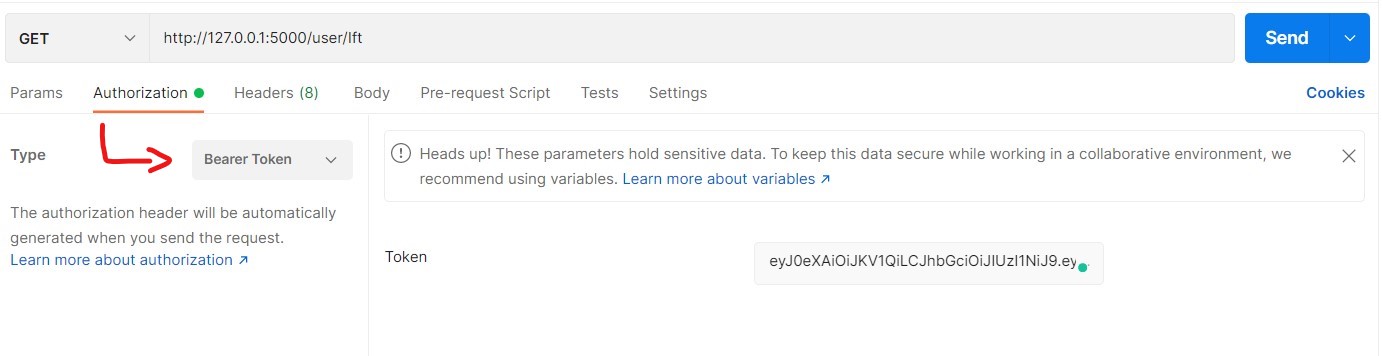 GET
http://127.0.0.1:5000/user/lft
Send
Params
Authorization
Headers (8)
Body
Pre-request Script
Tests
Settings
Cookies
Type
Bearer Token
The authorization header will be automatically
generated when you send the request.
Learn more about authorization ↗
Heads up! These parameters hold sensitive data. To keep this data secure while working in a collaborative environment, we
recommend using variables. Learn more about variables ↗
Token
eyJ0eXAiOiJKV1QiLCJhbGciOiJIUzI1NiJ9.ey